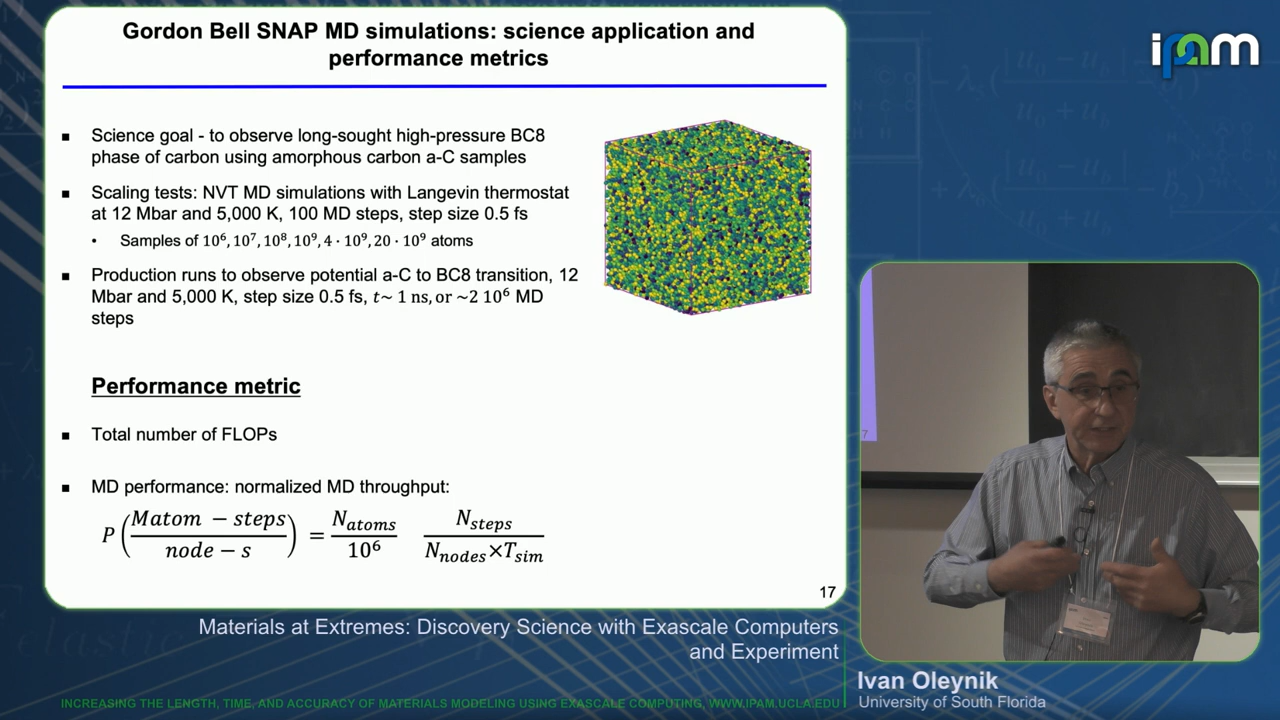 Gordon Bell SNAP MD simulations: science application and
performance metrics
ipam
▪ Science goal - to observe long-sought high-pressure BC8
phase of carbon using amorphous carbon a-C samples
▪ Scaling tests: NVT MD simulations with Langevin thermostat
at 12 Mbar and 5,000 K, 100 MD steps, step size 0.5 fs
• Samples of 10⁶, 10⁷, 10⁸, 10⁹, 4 · 10⁹, 20 · 10⁹ atoms
▪ Production runs to observe potential a-C to BC8 transition, 12
Mbar and 5,000 K, step size 0.5 fs, t~ 1 ns, or ~2 10⁶ MD
steps
Performance metric
▪ Total number of FLOPs
▪ MD performance: normalized MD throughput:
P (Matom − steps / node − s) = N_atoms / 10⁶ N_steps / N_nodes×T_sim
17
7
Materials at Extremes: Discovery Science with Exascale Computers
and Experiment
Ivan Oleynik
University of South Florida
INCREASING THE LENGTH, TIME, AND ACCURACY OF MATERIALS MODELING USING EXASCALE COMPUTING, WWW.IPAM.UCLA.EDU